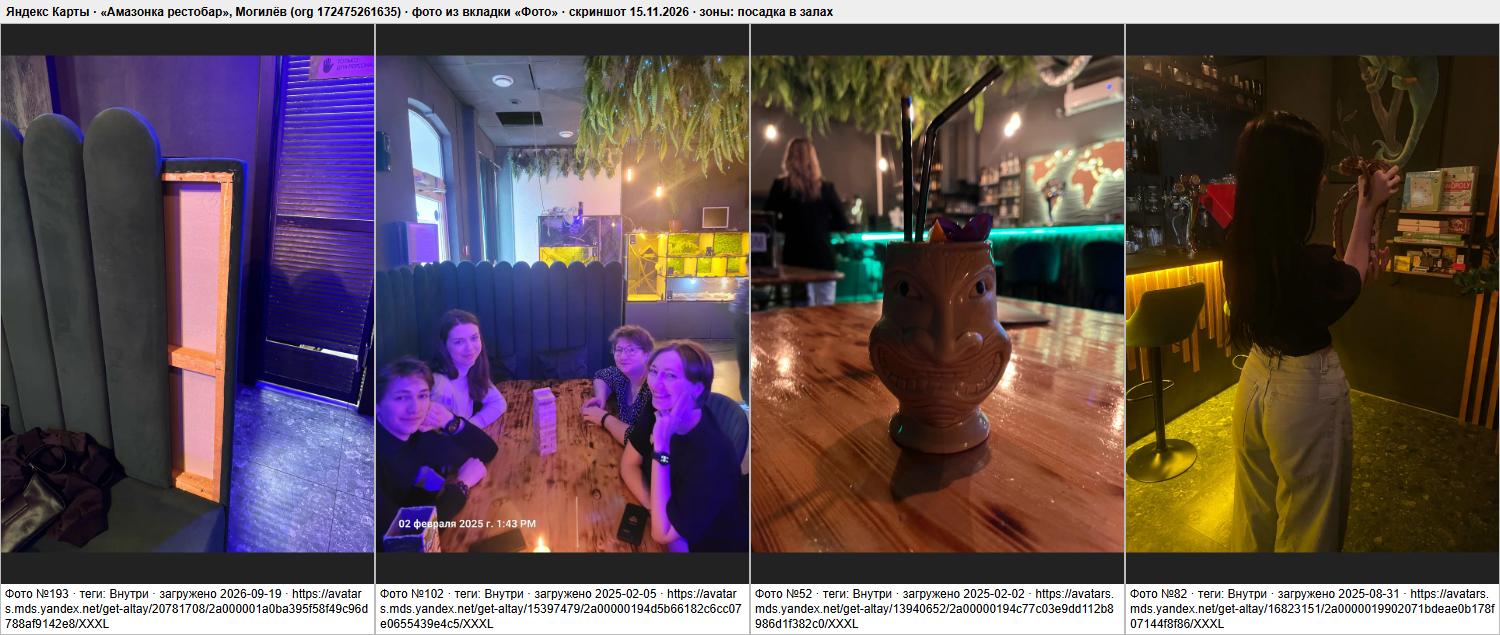 Яндекс Карты · «Амазонка рестобар», Могилёв (org 172475261635) · фото из вкладки «Фото» · скриншот 15.11.2026 · зоны: посадка в залах
ТОЛЬКО
ДЛЯ ПЕРСОНА
02 февраля 2025 г. 1:43 PM
MONOPOLY
Фото №193 · теги: Внутри · загружено 2026-09-19 · https://avatar
s.mds.yandex.net/get-altay/20781708/2a000001a0ba395f58f49c96d
788af9142e8/XXXL
Фото №102 · теги: Внутри · загружено 2025-02-05 · https://avatar
s.mds.yandex.net/get-altay/15397479/2a00000194d5b66182c6cc07
e0655439e4c5/XXXL
Фото №52 · теги: Внутри · загружено 2025-02-02 · https://avatars.
mds.yandex.net/get-altay/13940652/2a00000194c77c03e9dd112b8
986d1f382c0/XXXL
Фото №82 · теги: Внутри · загружено 2025-08-31 · https://avatars.
mds.yandex.net/get-altay/16823151/2a0000019902071bdeae0b178f
07144f8f86/XXXL